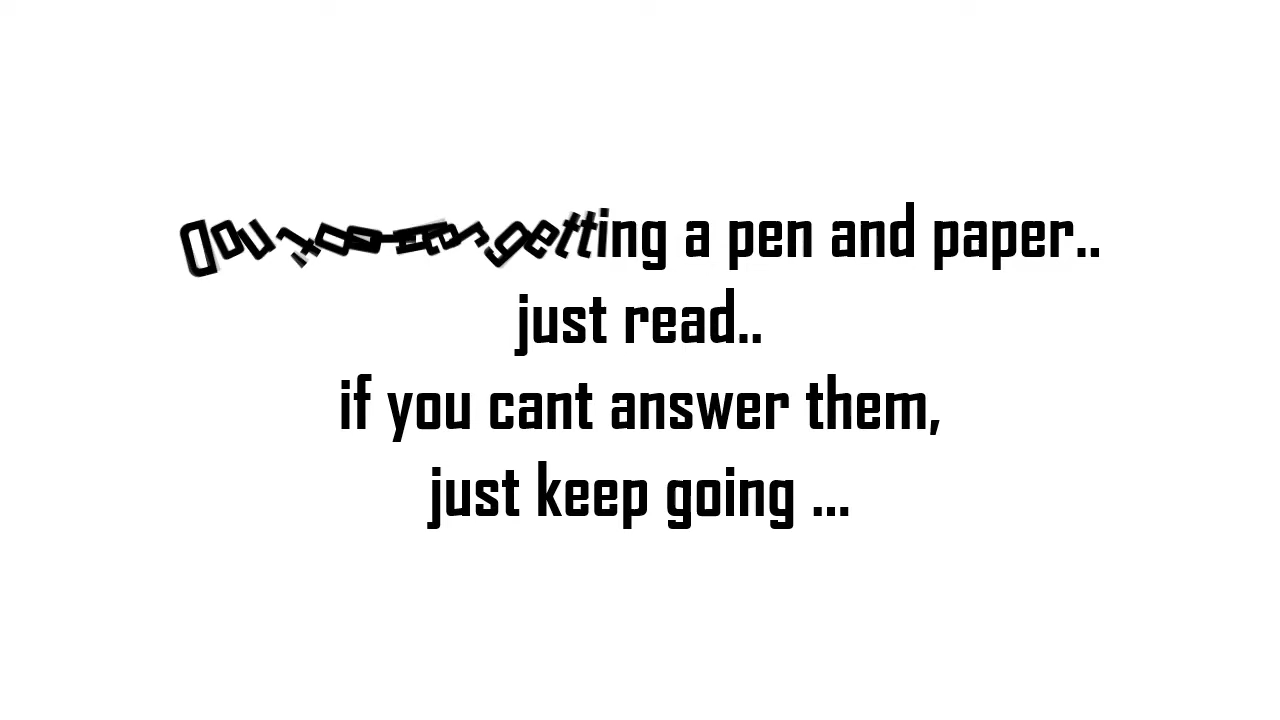 getting a pen and paper..
just read..
if you cant answer them,
just keep going ...